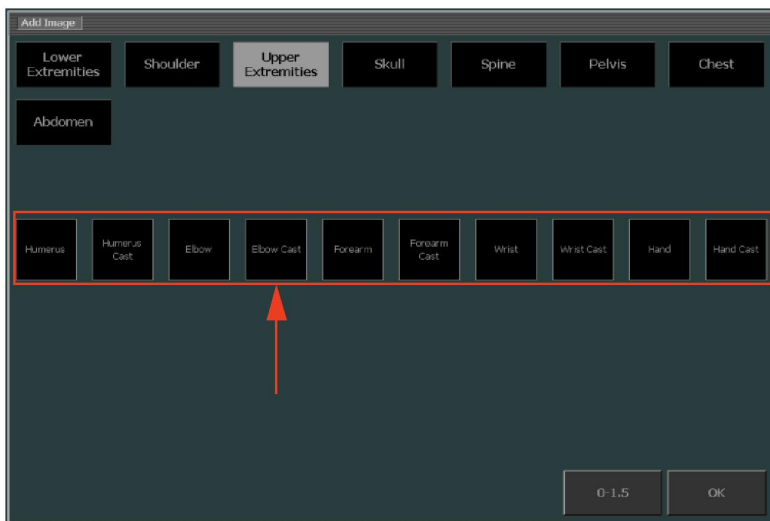 Add Image
Lower
Extremities
Shoulder
Upper
Extremities
Skull
Spine
Pelvis
Chest
Abdomen
Humerus
Humerus
Cast
Elbow
Elbow Cast
Forearm
Forearm
Cast
Wrist
Wrist Cast
Hand
Hand Cast
0-1.5
OK